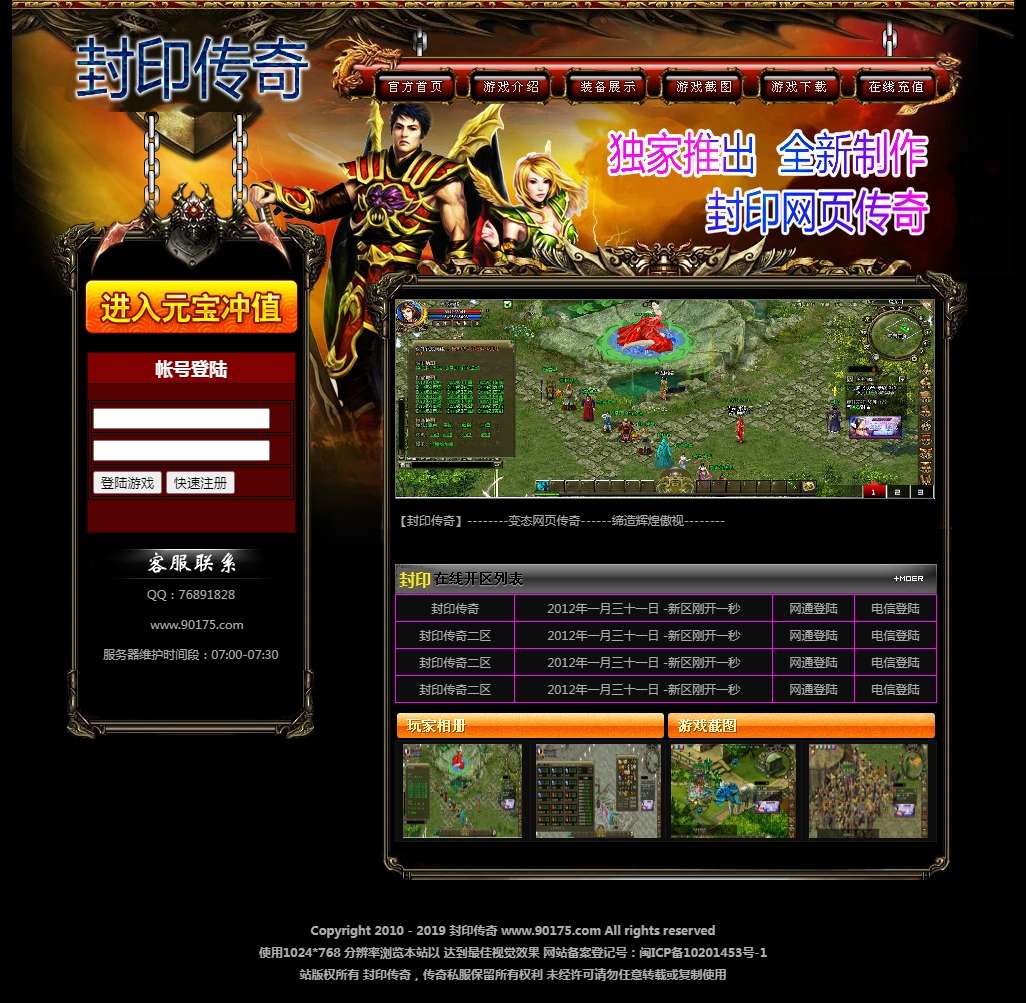 封印传奇
官方首页 游戏介绍 装备展示 游戏截图 游戏下载 在线充值
独家推出 全新制作
封印网页传奇
进入元宝冲值
帐号登陆
登陆游戏 快速注册
客服联系
QQ：76891828
www.90175.com
服务器维护时间段：07:00-07:30
1 2 3
【封印传奇】--------变态网页传奇------缔造辉煌傲视--------
封印 在线开区列表 +MOER
封印传奇 2012年一月三十一日 -新区刚开一秒 网通登陆 电信登陆
封印传奇二区 2012年一月三十一日 -新区刚开一秒 网通登陆 电信登陆
封印传奇二区 2012年一月三十一日 -新区刚开一秒 网通登陆 电信登陆
封印传奇二区 2012年一月三十一日 -新区刚开一秒 网通登陆 电信登陆
玩家相册 游戏截图
Copyright 2010 - 2019 封印传奇 www.90175.com All rights reserved
使用1024*768 分辨率浏览本站以 达到最佳视觉效果 网站备案登记号：闽ICP备10201453号-1
站版权所有 封印传奇，传奇私服保留所有权利 未经许可请勿任意转载或复制使用